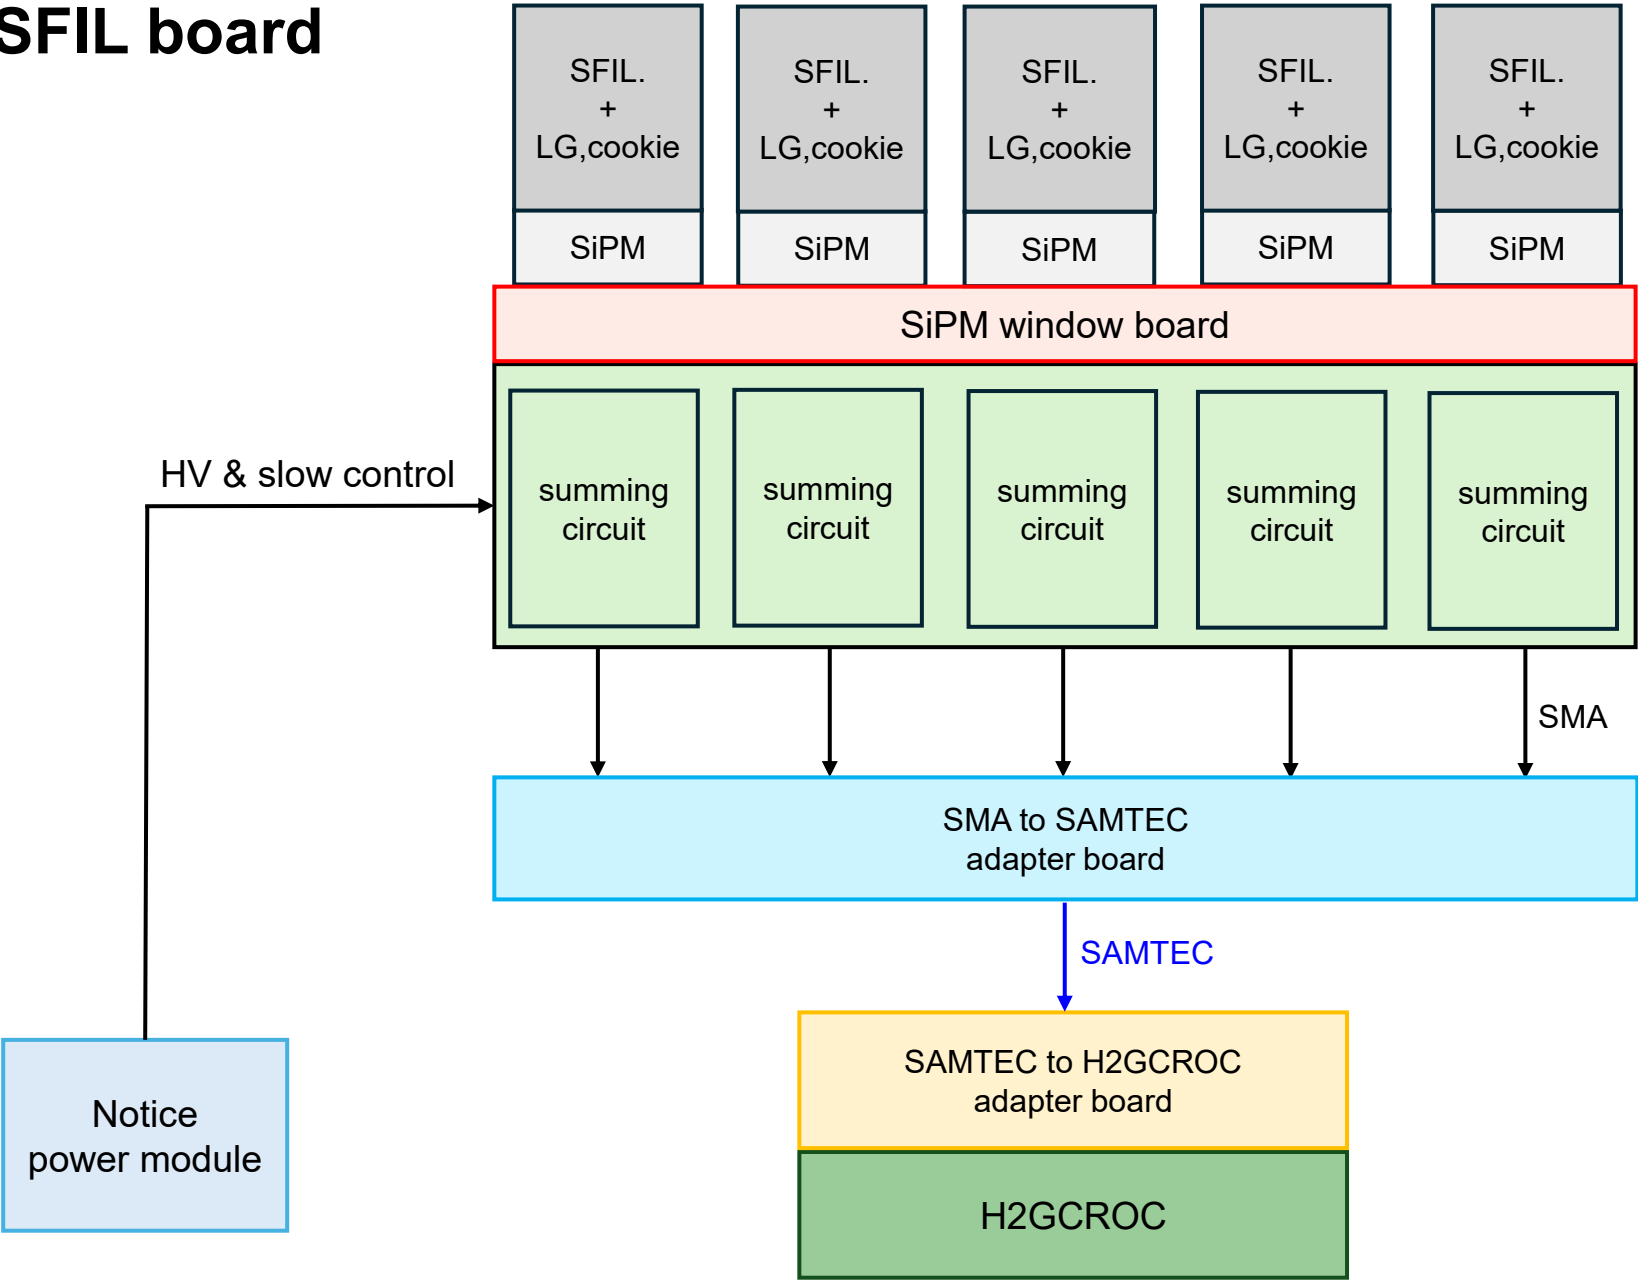 SFIL board
SFIL.
+
LG,cookie
SiPM
SFIL.
+
LG,cookie
SiPM
SFIL.
+
LG,cookie
SiPM
SFIL.
+
LG,cookie
SiPM
SFIL.
+
LG,cookie
SiPM
SiPM window board
HV & slow control
summing
circuit
summing
circuit
summing
circuit
summing
circuit
summing
circuit
SMA
SMA to SAMTEC
adapter board
SAMTEC
SAMTEC to H2GCROC
adapter board
Notice
power module
H2GCROC